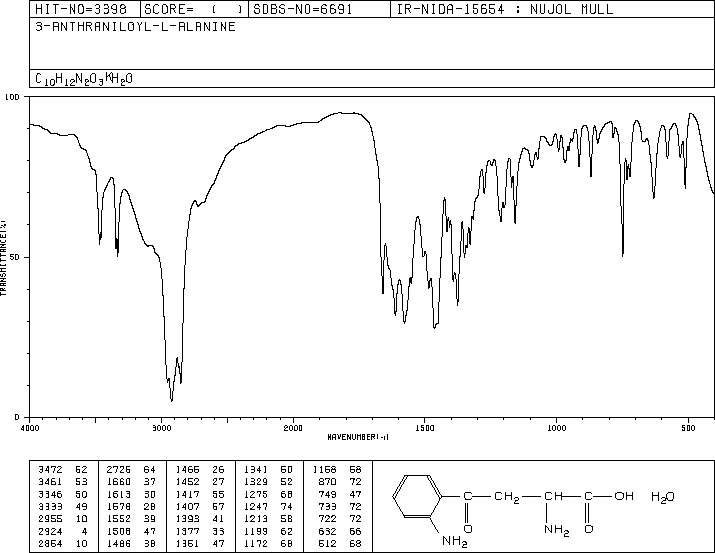 HIT-NO=3398 SCORE= ( ) SDBS-NO=6691 IR-NIDA-15654 : NUJOL MULL
3-ANTHRANILOYL-L-ALANINE
C10H12N2O3*H2O
100
TRANSMITTANCE(%)
50
0
4000 3000 2000 1500 1000 500
WAVENUMBER(-1)
3472 62 2726 64 1466 26 1341 50 1158 58
3461 53 1660 37 1452 27 1329 52 870 72
3346 50 1613 30 1417 55 1275 68 749 47
3333 49 1578 28 1407 57 1247 74 733 72
2955 10 1552 39 1393 41 1213 58 722 72
2924 4 1508 47 1377 33 1199 62 632 66
2854 10 1486 38 1351 47 1172 68 512 68
C CH2 CH C OH H2O
O NH2 O
NH2